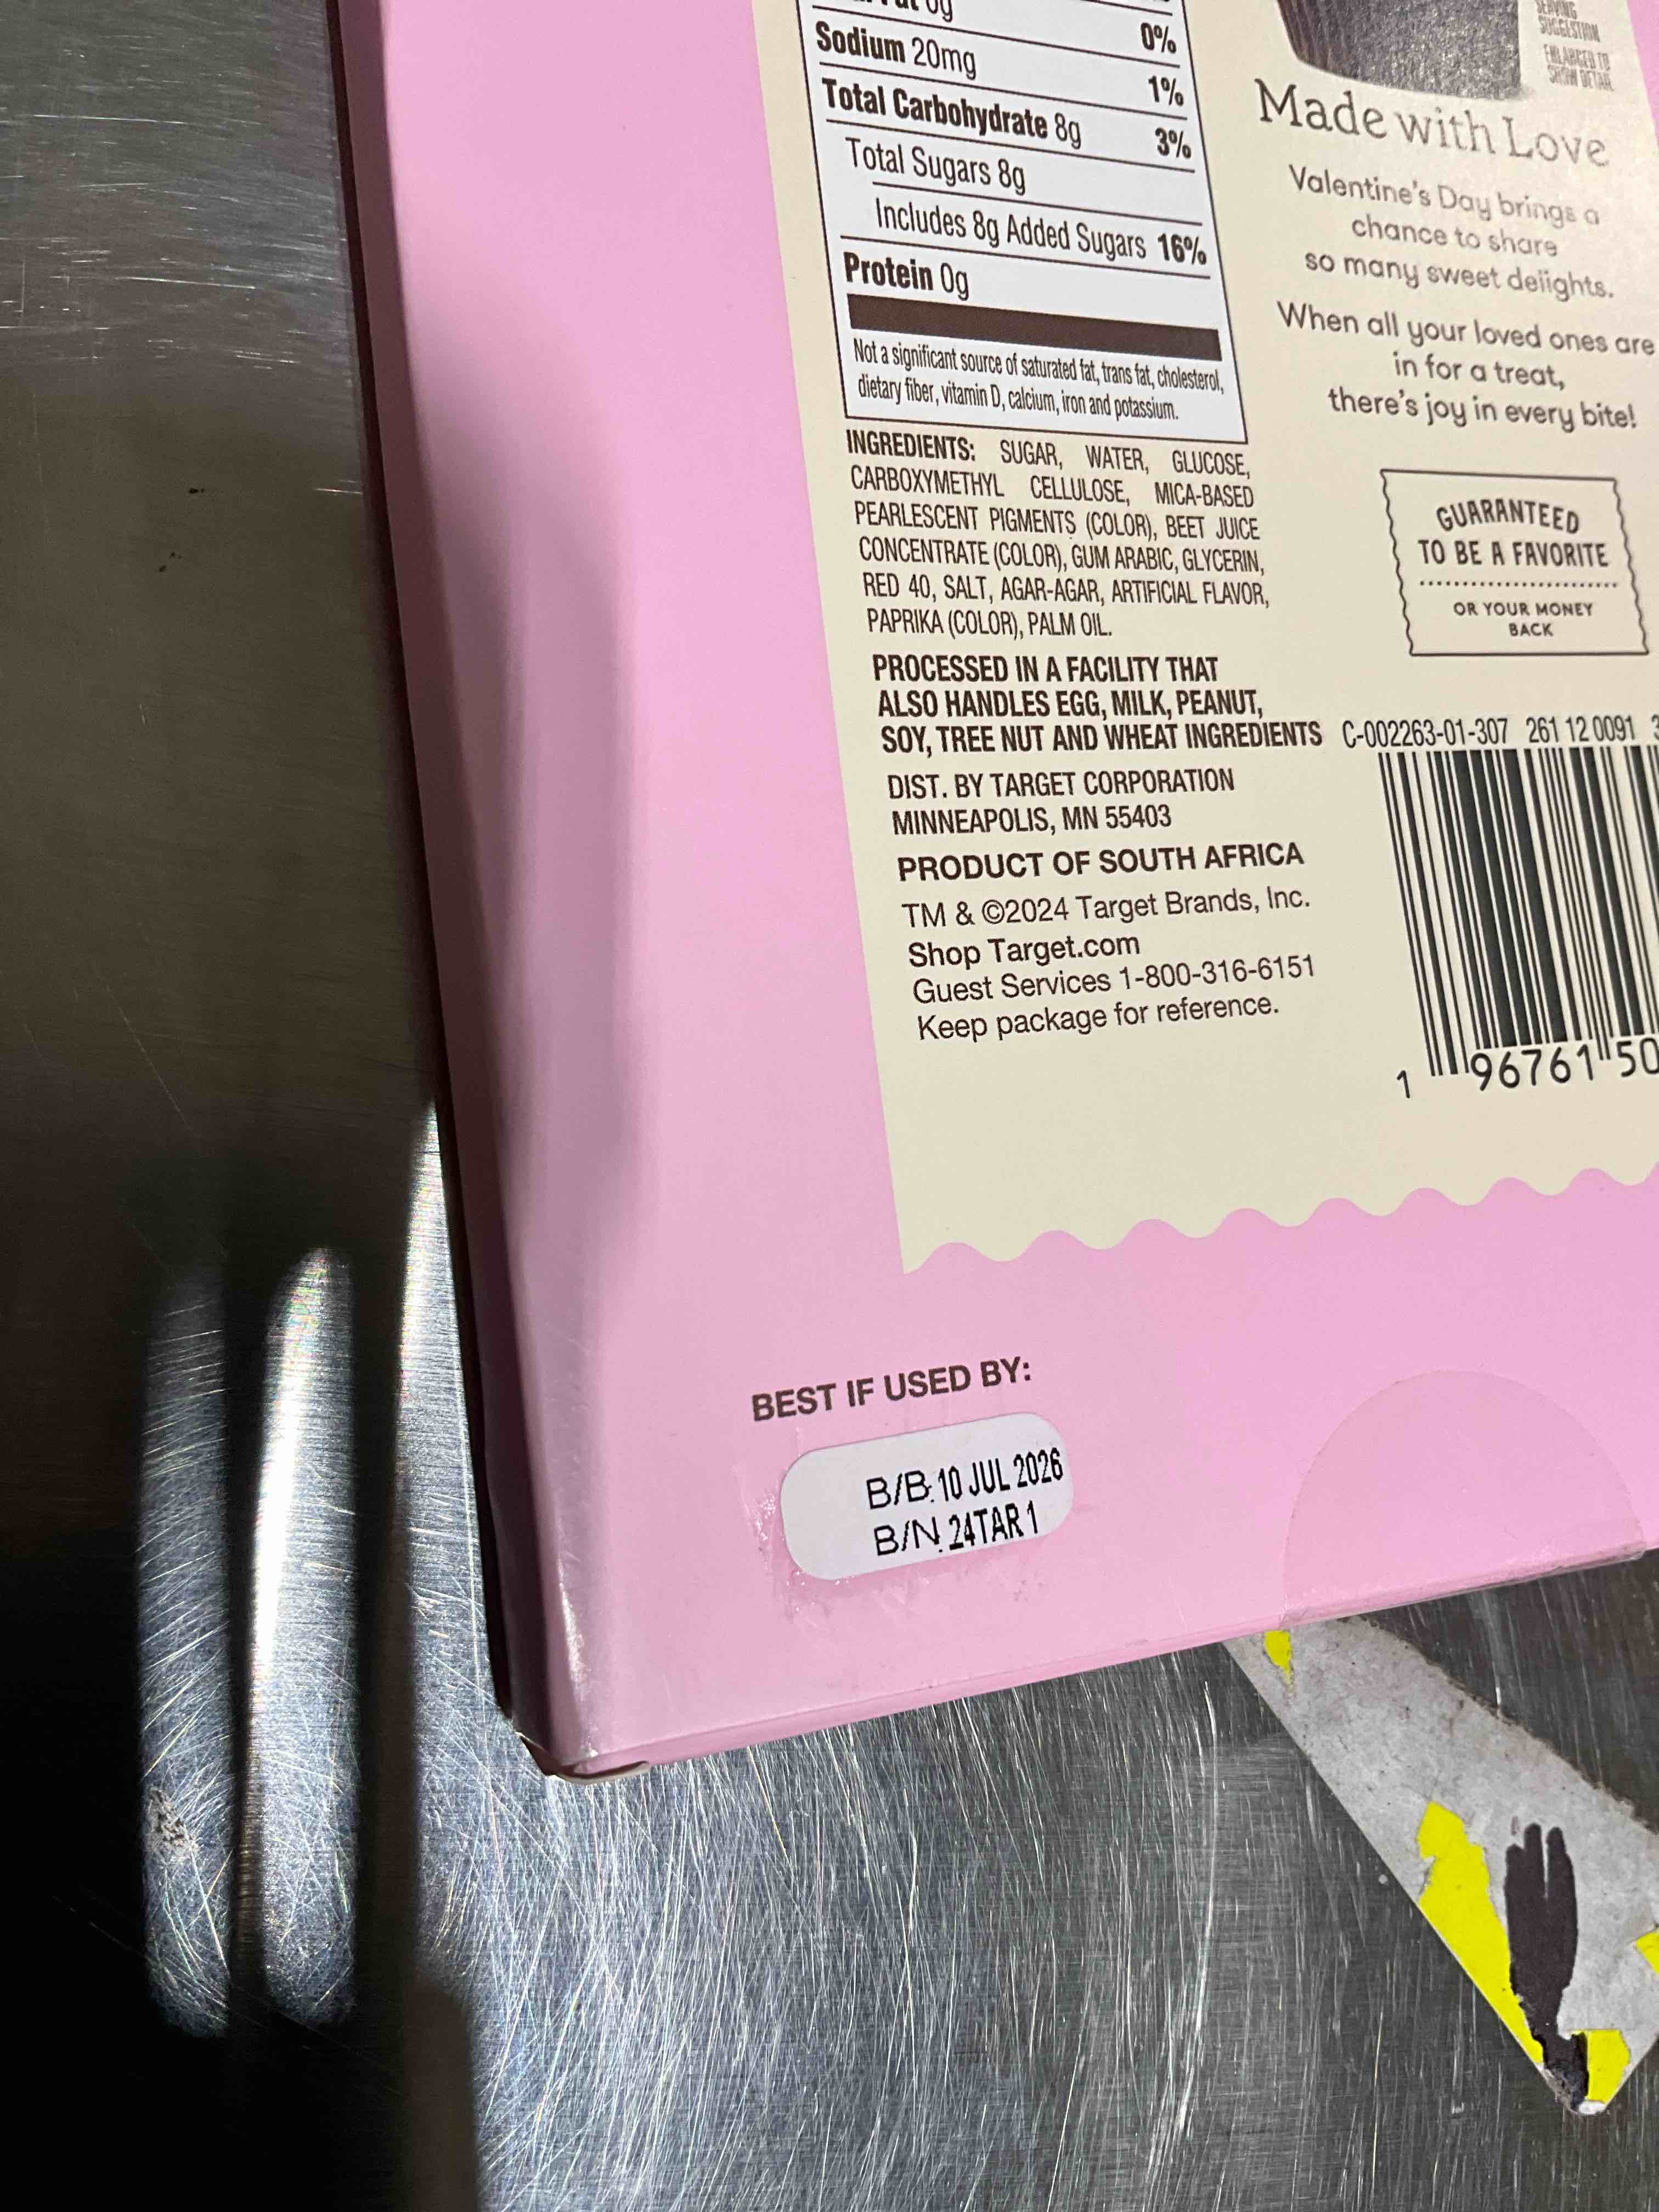 0g
0%
Sodium 20mg 1%
Total Carbohydrate 8g 3%
Total Sugars 8g
Includes 8g Added Sugars 16%
Protein 0g
Not a significant source of saturated fat, trans fat, cholesterol,
dietary fiber, vitamin D, calcium, iron and potassium.
INGREDIENTS: SUGAR, WATER, GLUCOSE,
CARBOXYMETHYL CELLULOSE, MICA-BASED
PEARLESCENT PIGMENTS (COLOR), BEET JUICE
CONCENTRATE (COLOR), GUM ARABIC, GLYCERIN,
RED 40, SALT, AGAR-AGAR, ARTIFICIAL FLAVOR,
PAPRIKA (COLOR), PALM OIL.
PROCESSED IN A FACILITY THAT
ALSO HANDLES EGG, MILK, PEANUT,
SOY, TREE NUT AND WHEAT INGREDIENTS
DIST. BY TARGET CORPORATION
MINNEAPOLIS, MN 55403
PRODUCT OF SOUTH AFRICA
TM & ©2024 Target Brands, Inc.
Shop Target.com
Guest Services 1-800-316-6151
Keep package for reference.
SERVING
SUGGESTION
ENLARGED TO
SHOW DETAIL
Made with Love
Valentine's Day brings a
chance to share
so many sweet delights.
When all your loved ones are
in for a treat,
there's joy in every bite!
GUARANTEED
TO BE A FAVORITE
OR YOUR MONEY
BACK
C-002263-01-307 261 12 0091
1 96761 50
BEST IF USED BY:
B/B: 10 JUL 2026
B/N: 24TAR1